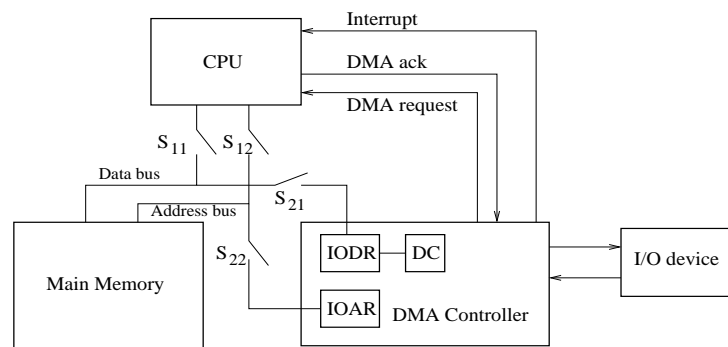 Interrupt
CPU
DMA ack
DMA request
S11
S12
Data bus
S21
Address bus
S22
IODR
DC
I/O device
Main Memory
IOAR
DMA Controller